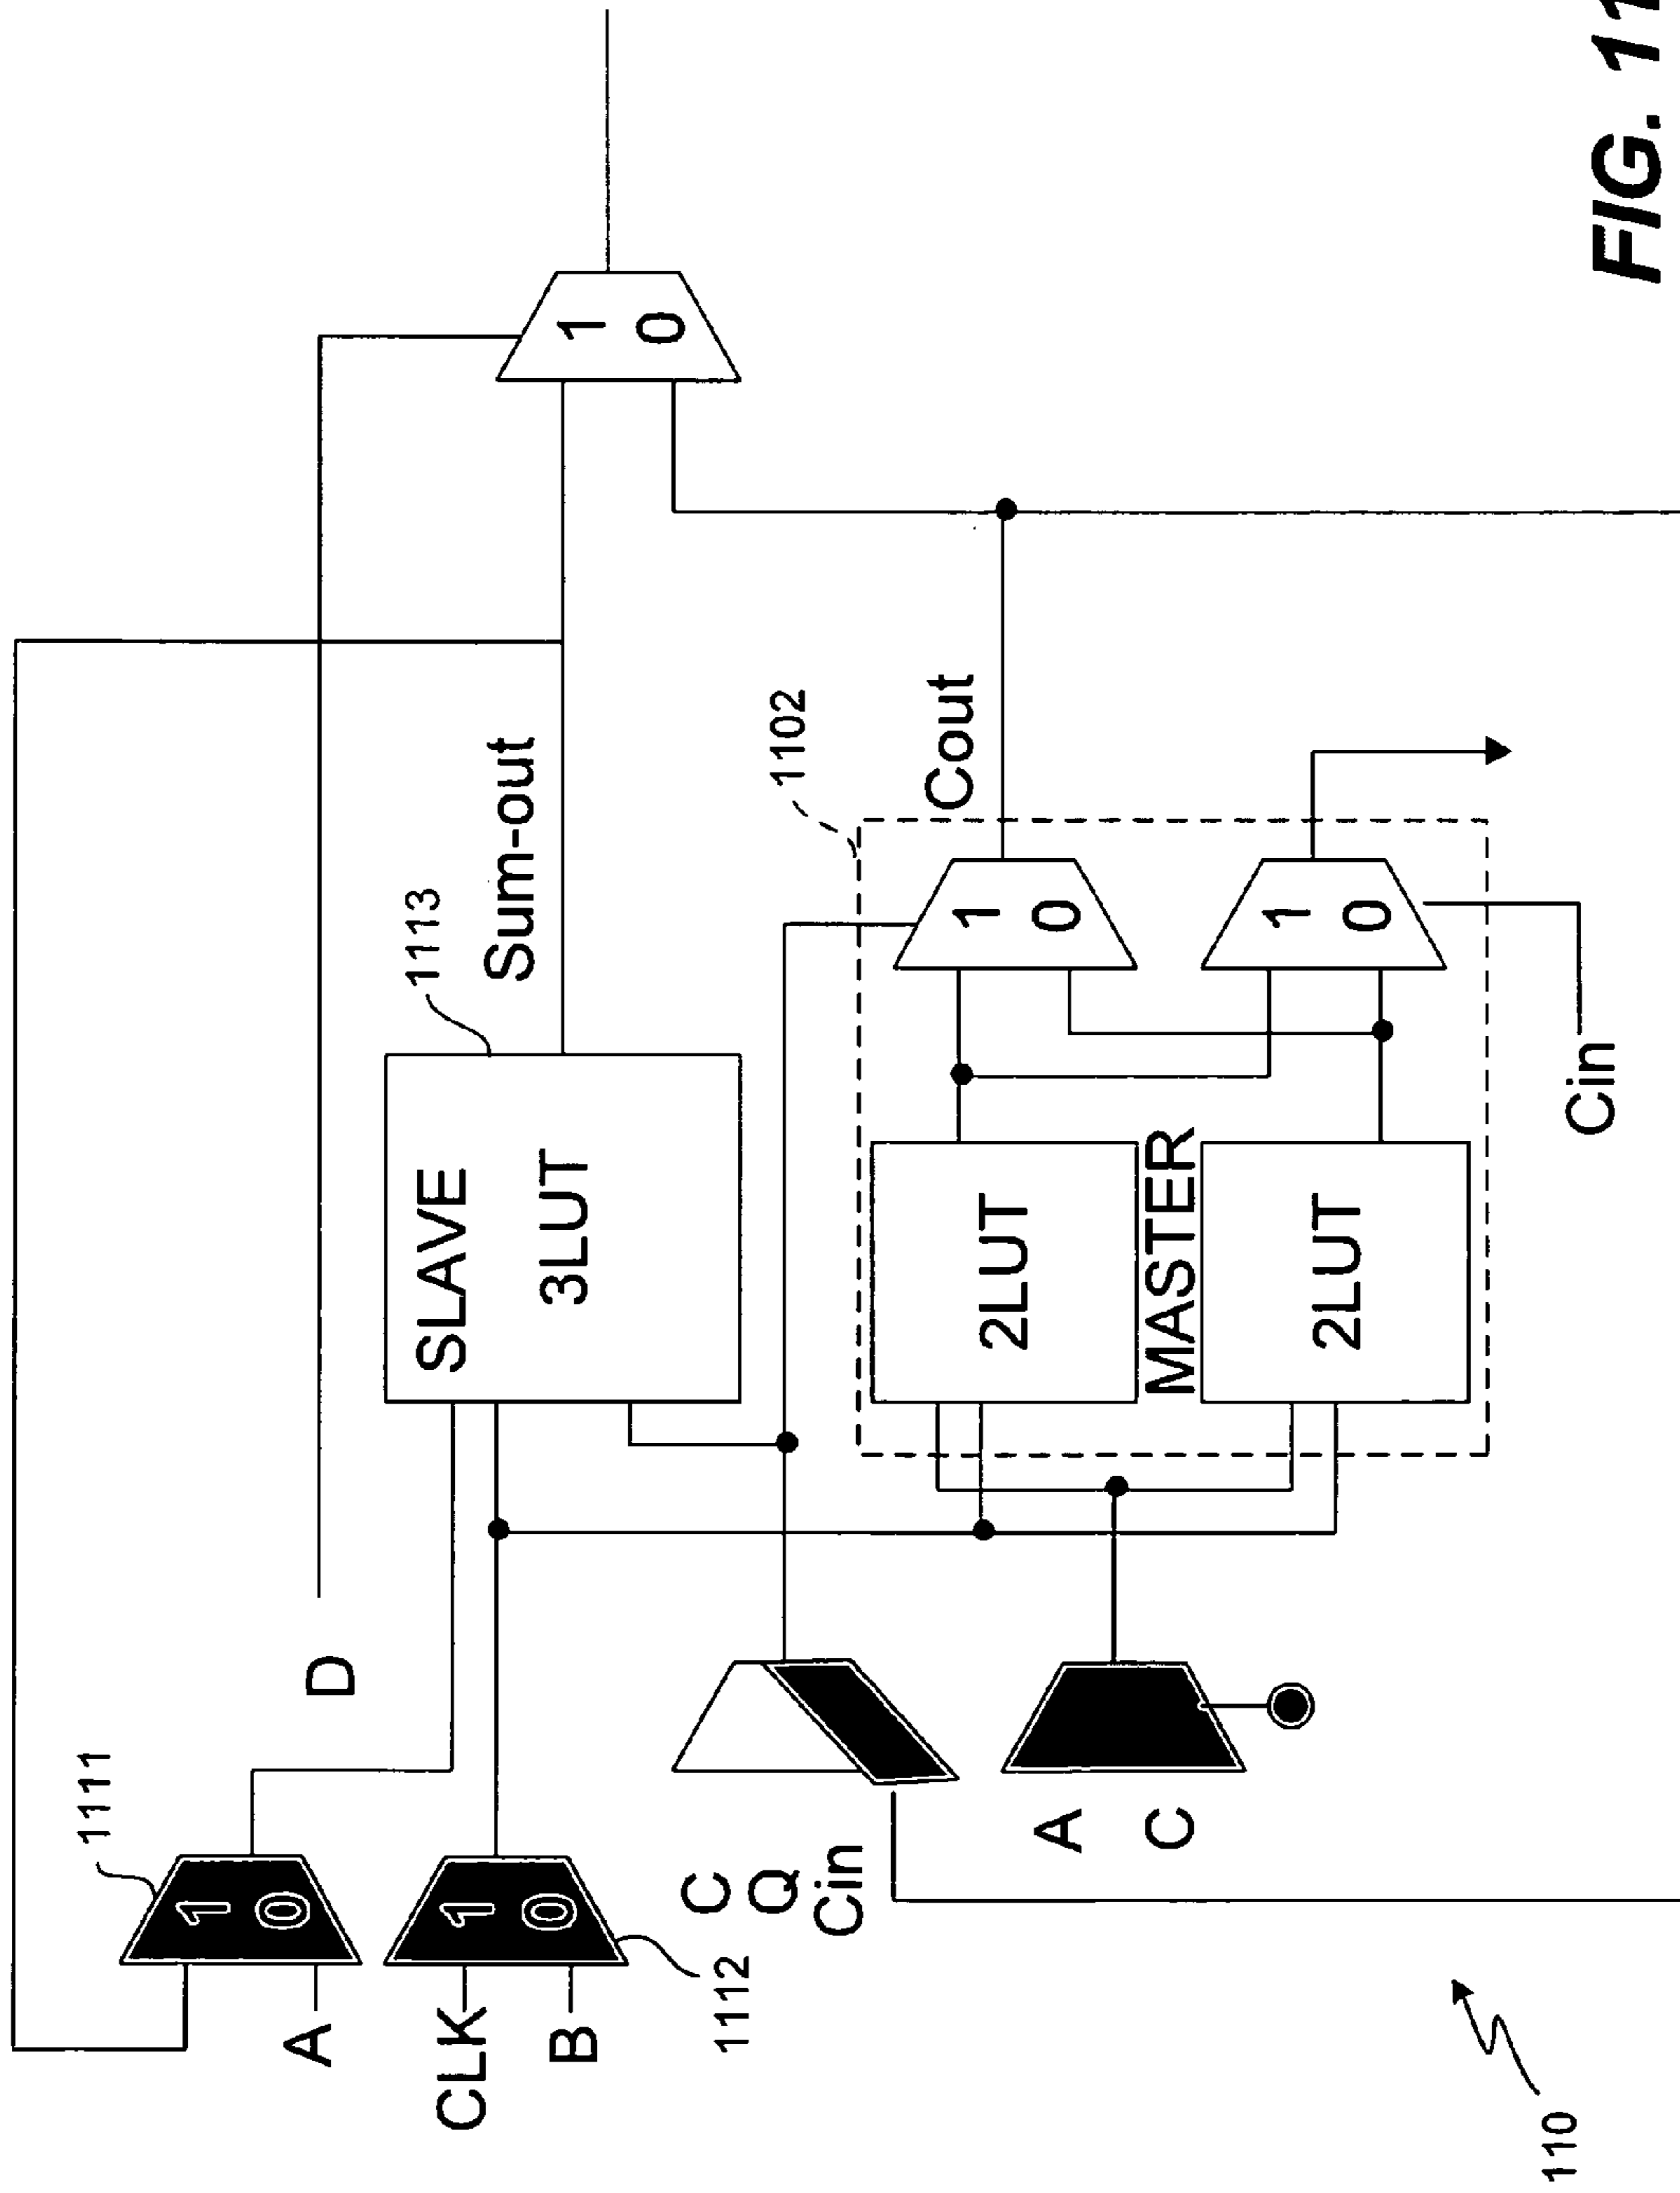 1111
1
0
A
CLK
1
0
B
1112
D
SLAVE
3LUT
1113
Sum-out
1
0
C
Q
Cin
A
C
1102
2LUT
MASTER
2LUT
1
0
Cout
1
0
Cin
110
FIG. 11